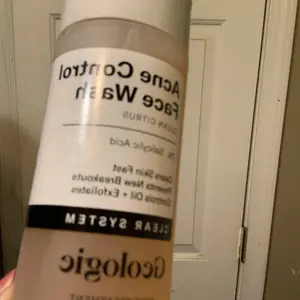 Acne Control
Face Wash
CLEAN CITRUS
2% Salicylic Acid
Clears Skin Fast
Prevents New Breakouts
Controls Oil + Exfoliates
CLEAR SYSTEM
Geologie
TREATMENT